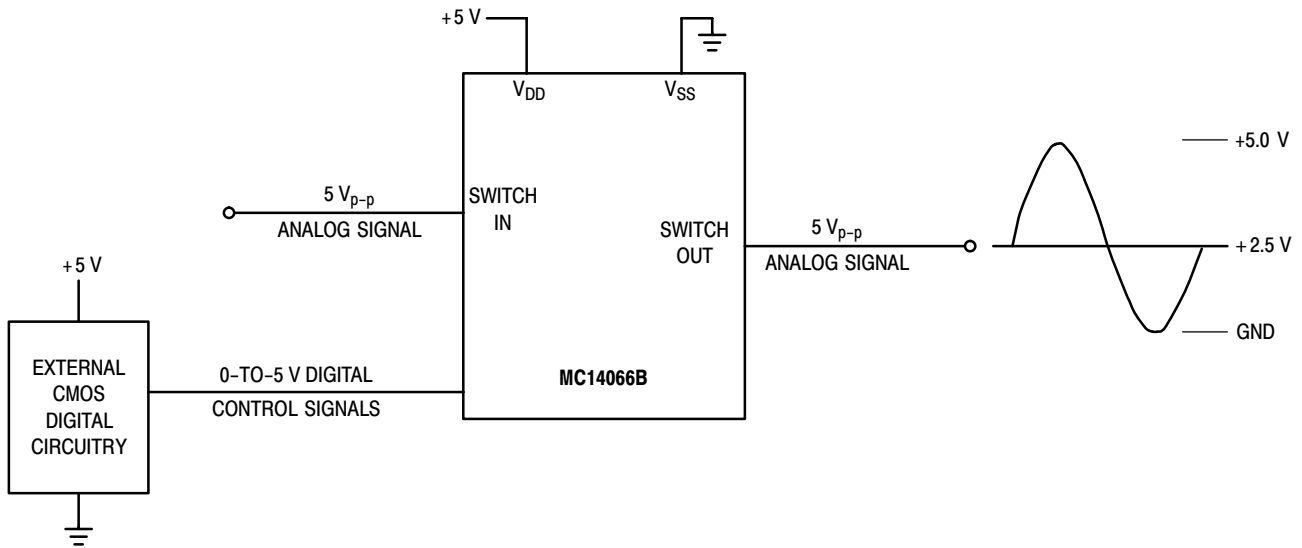 +5 V
VDD
VSS
+5.0 V
5 Vp–p
ANALOG SIGNAL
SWITCH
IN
SWITCH
OUT
5 Vp–p
ANALOG SIGNAL
+2.5 V
+5 V
GND
EXTERNAL
CMOS
DIGITAL
CIRCUITRY
0–TO–5 V DIGITAL
CONTROL SIGNALS
MC14066B